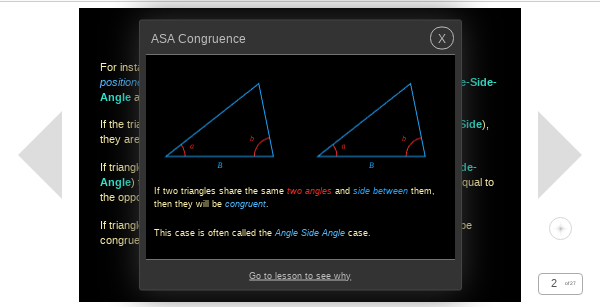 ASA Congruence
X
For insta
position
e-Side-
Angle a
If the tria
Side),
they are
If triangl
de-
Angle)
qual to
the oppo
If triangl
be
congrue
a
b
a
b
B
B
If two triangles share the same two angles and side between them,
then they will be congruent.
This case is often called the Angle Side Angle case.
Go to lesson to see why
2 of 27